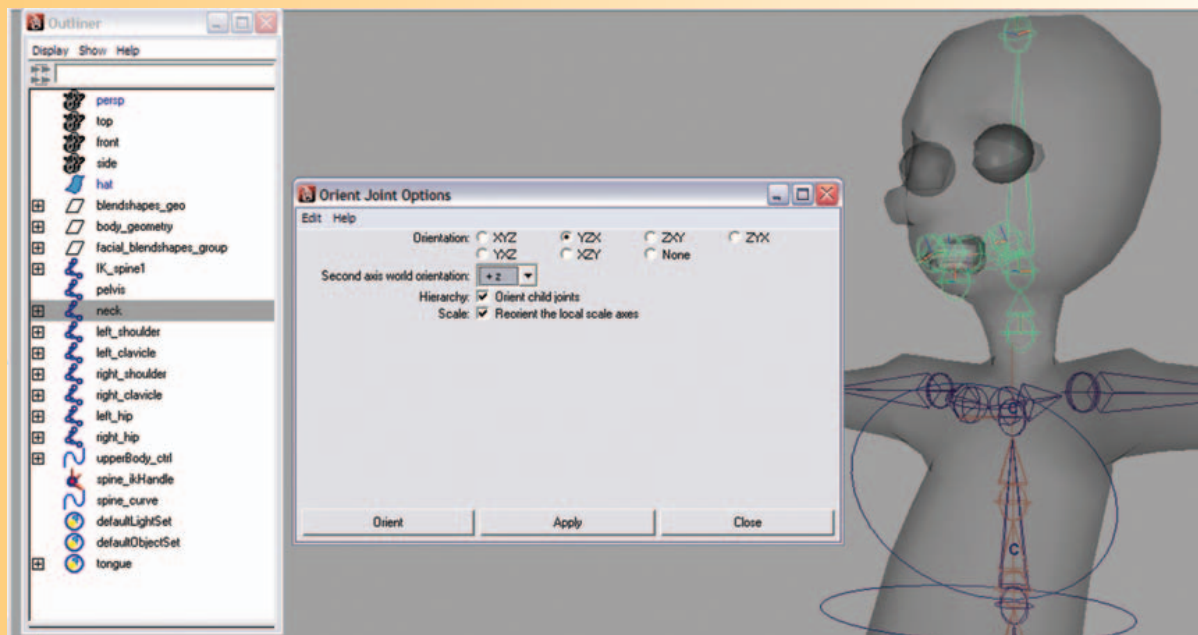 Outliner
Display Show Help
persp
top
front
side
hat
blendshapes_geo
body_geometry
facial_blendshapes_group
IK_spine1
pelvis
neck
left_shoulder
left_clavicle
right_shoulder
right_clavicle
left_hip
right_hip
upperBody_ctrl
spine_ikHandle
spine_curve
defaultLightSet
defaultObjectSet
tongue
Orient Joint Options
Edit Help
Orientation: XYZ YZX ZXY ZYX
YXZ XZY None
Second axis world orientation: + z
Hierarchy: Orient child joints
Scale: Reorient the local scale axes
Orient Apply Close
C
C